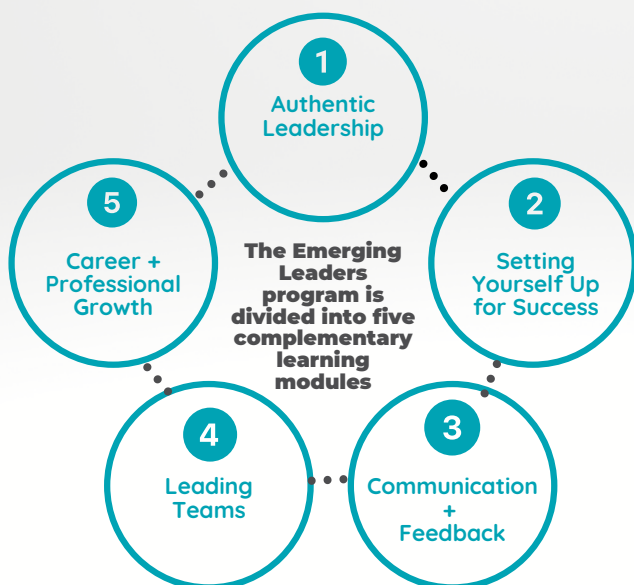 1
Authentic
Leadership
2
Setting
Yourself Up
for Success
3
Communication
+
Feedback
4
Leading
Teams
5
Career +
Professional
Growth
The Emerging
Leaders
program is
divided into five
complementary
learning
modules